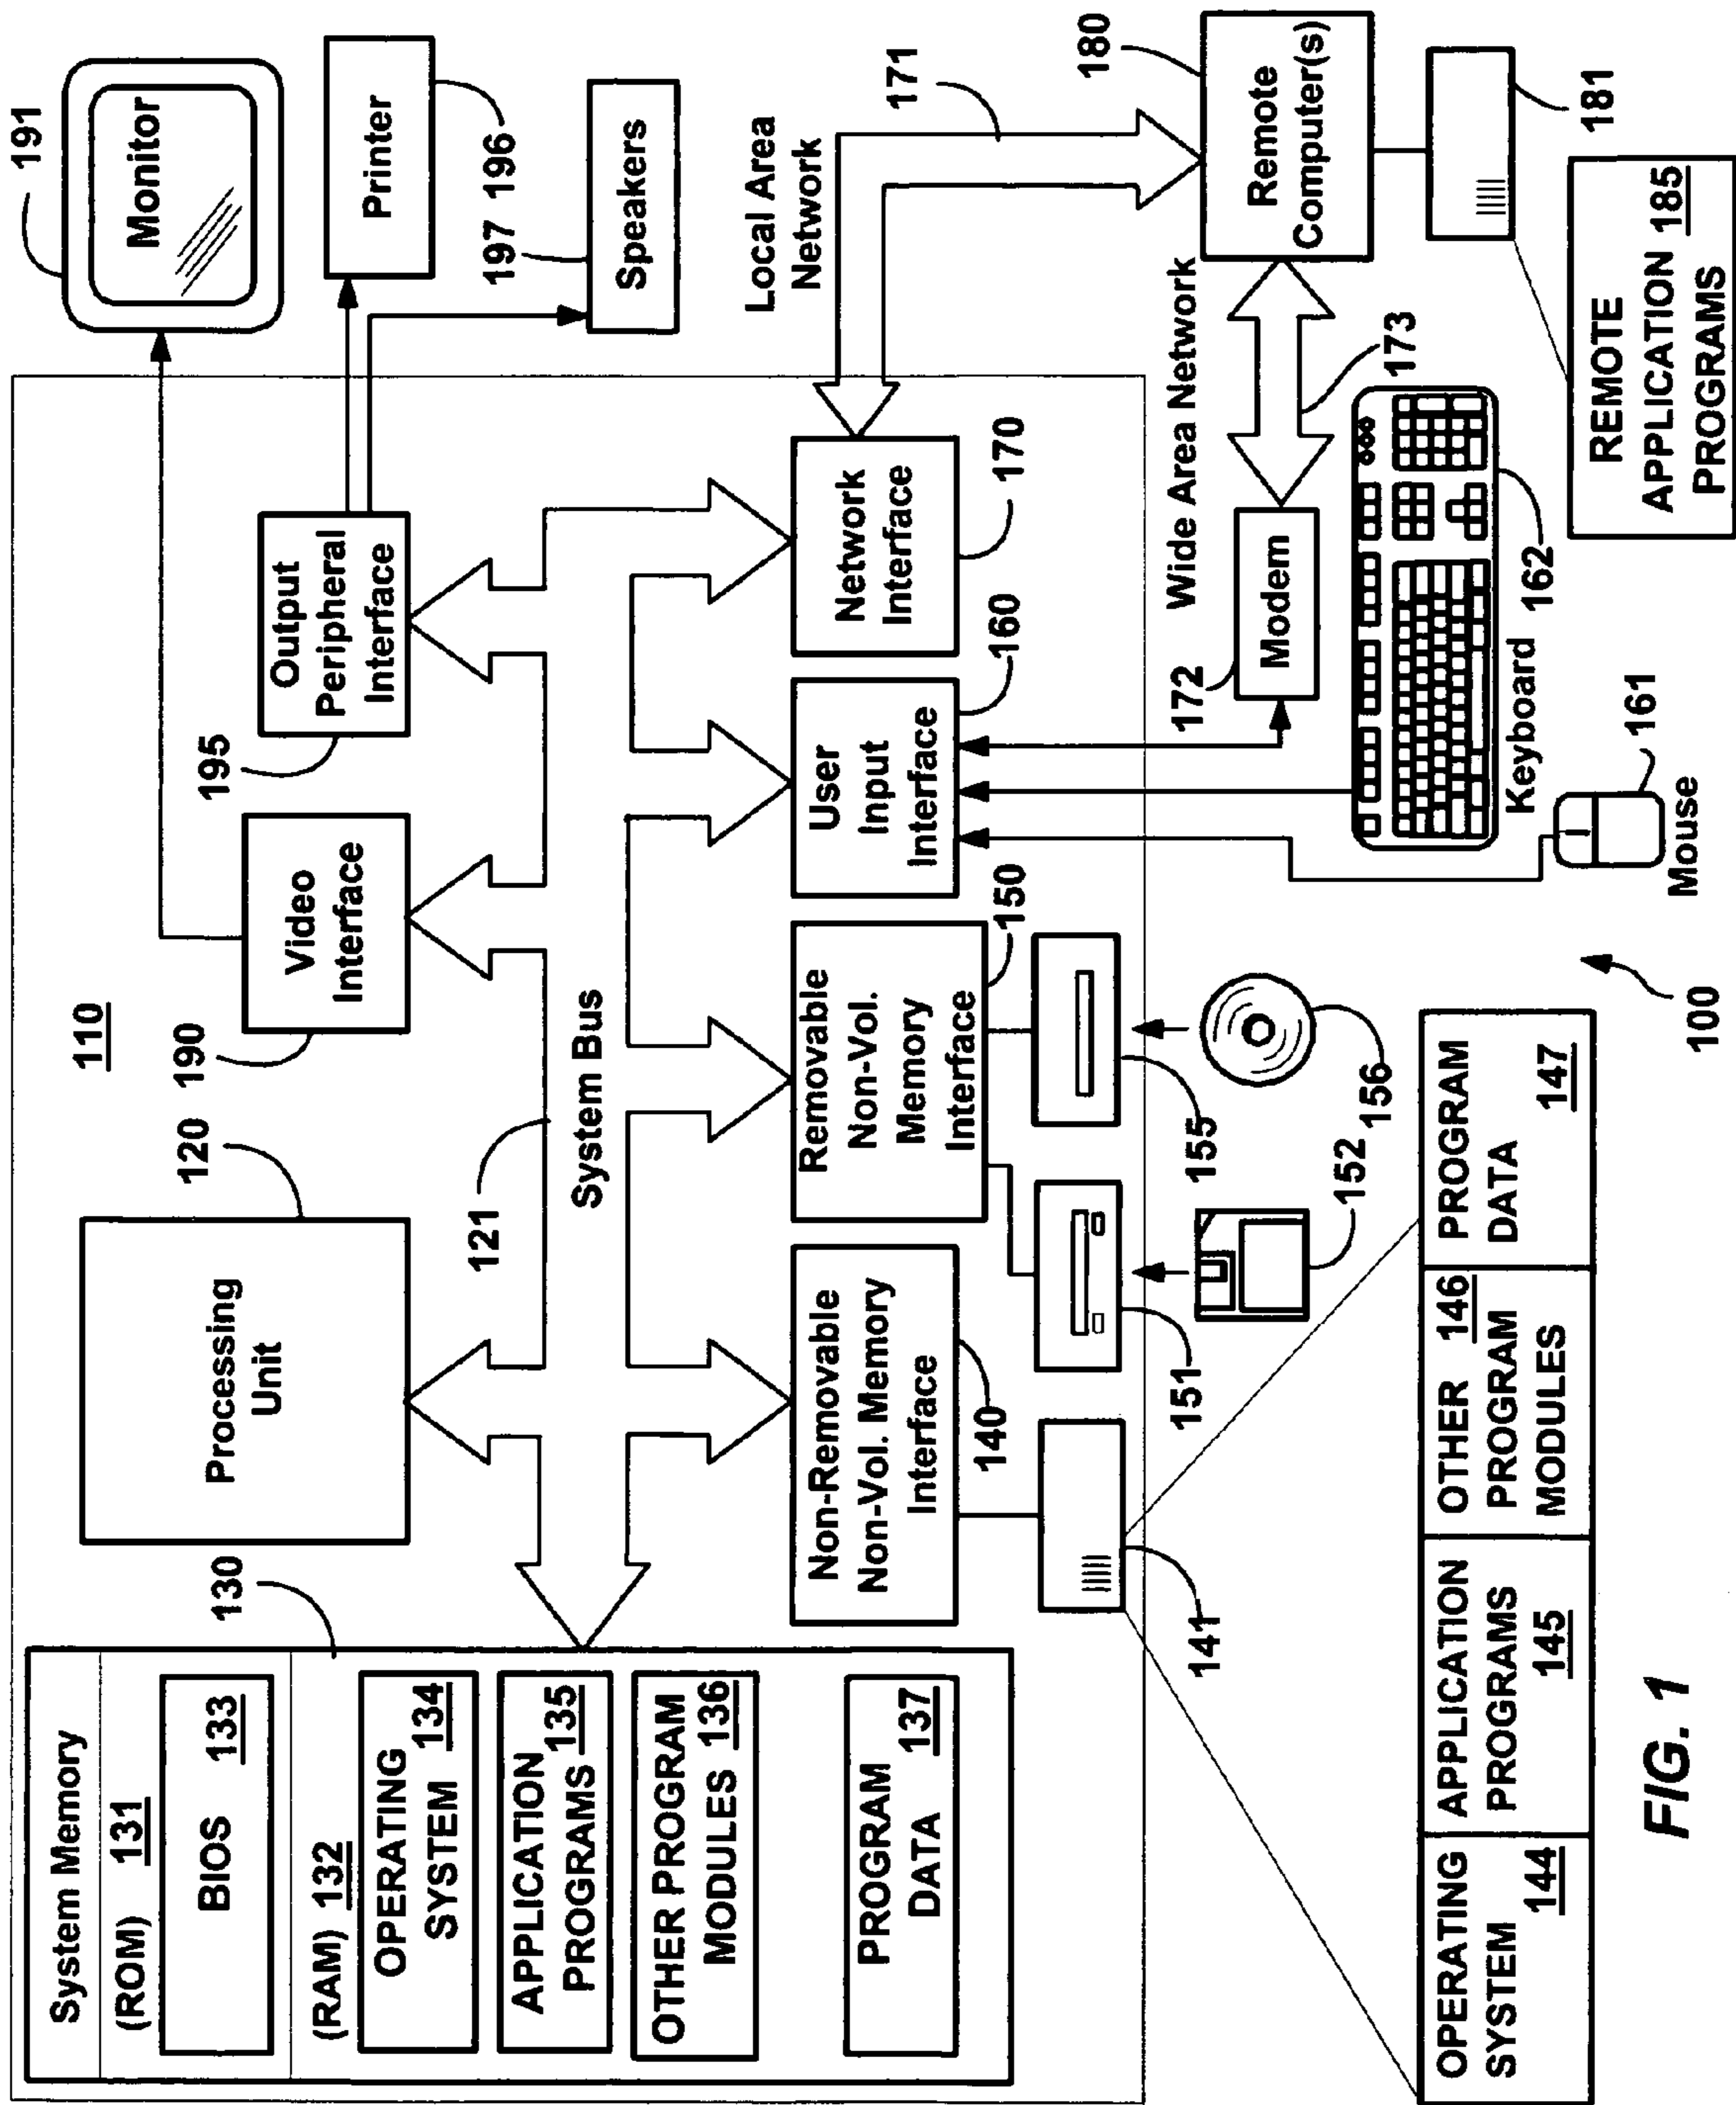 System Memory
(ROM) 131
BIOS 133
(RAM) 132
OPERATING
SYSTEM 134
APPLICATION
PROGRAMS 135
OTHER PROGRAM
MODULES 136
PROGRAM
DATA 137
130
Processing
Unit
120
110
190
Video
Interface
195
Output
Peripheral
Interface
191
Monitor
Printer
196
197
Speakers
121
System Bus
Non-Removable
Non-Vol. Memory
Interface
140
Removable
Non-Vol.
Memory
Interface
150
User
Input
Interface
160
Network
Interface
170
Local Area
Network
171
141
151
152
155
156
172
Modem
Wide Area Network
173
Remote
Computer(s)
180
181
Keyboard 162
Mouse
161
REMOTE
APPLICATION 185
PROGRAMS
OPERATING
SYSTEM 144
APPLICATION
PROGRAMS
145
OTHER 146
PROGRAM
MODULES
PROGRAM
DATA
147
100
FIG. 1